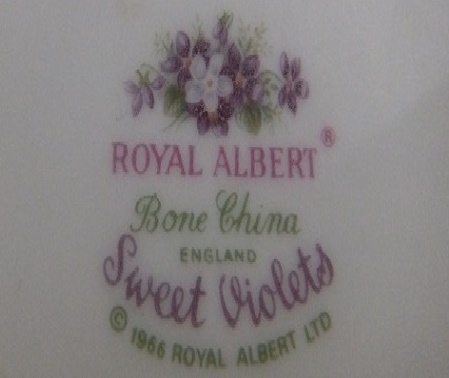 ROYAL ALBERT®
Bone China
ENGLAND
Sweet Violets
© 1966 ROYAL ALBERT LTD